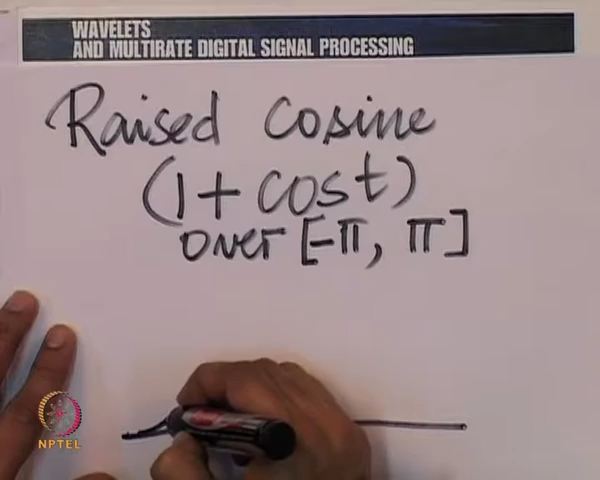 WAVELETS
AND MULTIRATE DIGITAL SIGNAL PROCESSING
Raised cosine
(1 + cost)
over [-π, π]
NPTEL